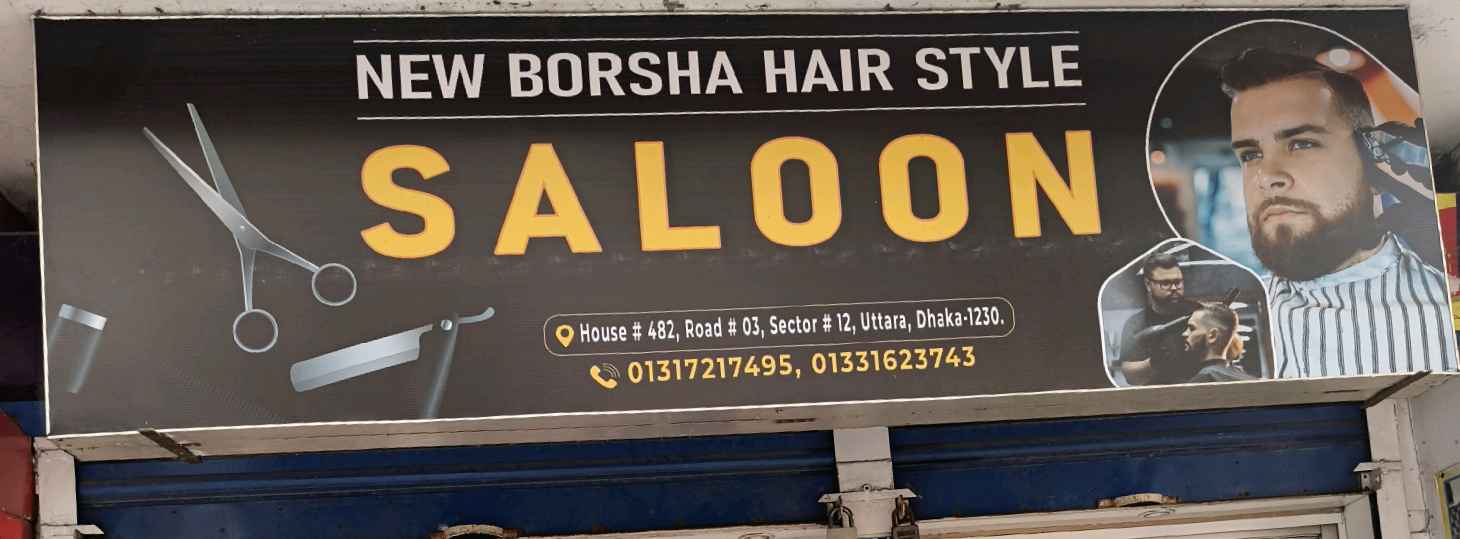 NEW BORSHA HAIR STYLE
SALOON
House # 482, Road # 03, Sector # 12, Uttara, Dhaka-1230.
01317217495, 01331623743